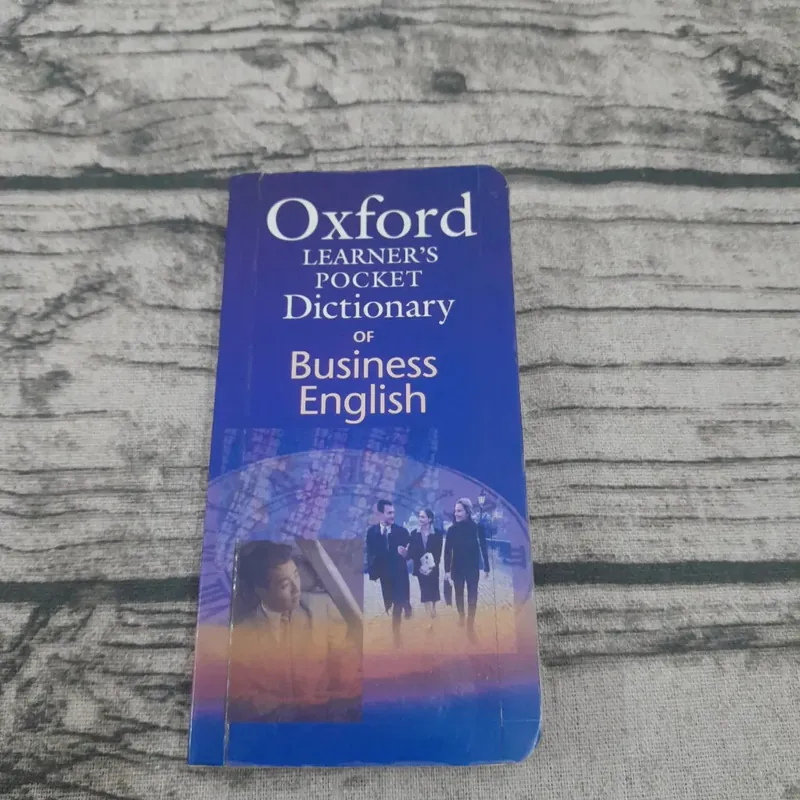 Oxford
LEARNER'S
POCKET
Dictionary
OF
Business
English